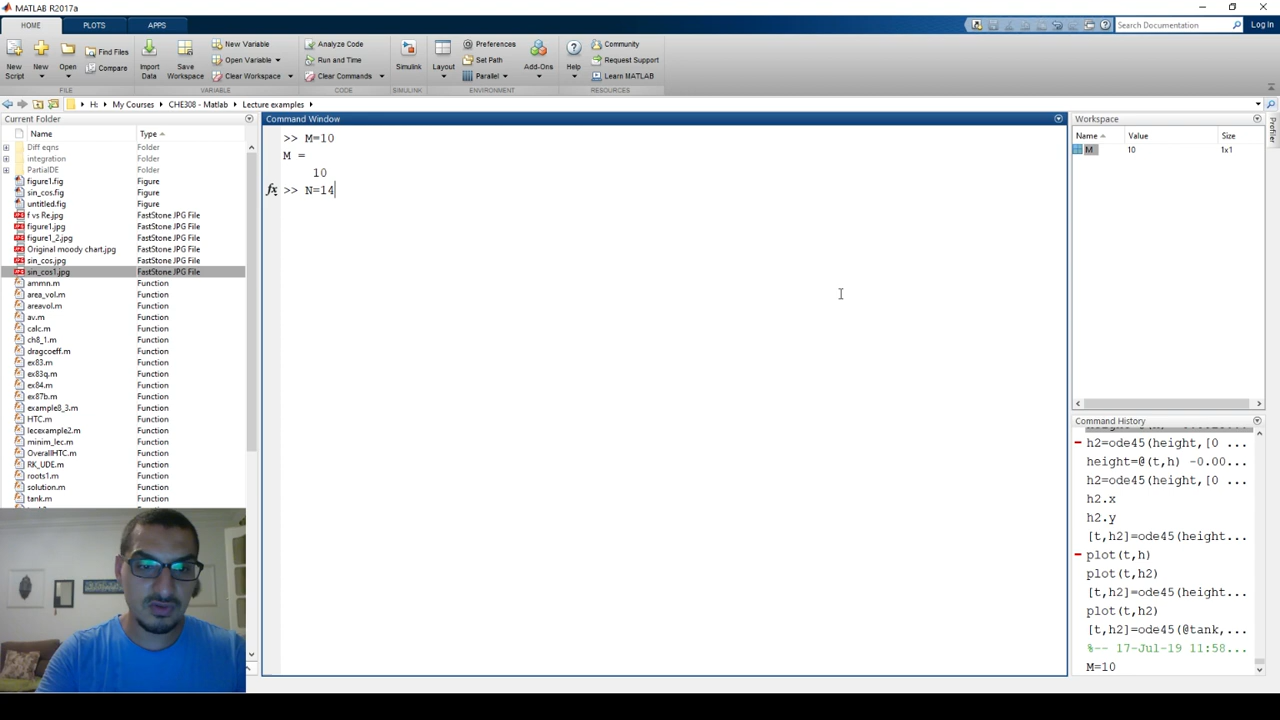 MATLAB R2017a
HOME PLOTS APPS Search Documentation Log In
New Script New Open Find Files Compare Import Data Save Workspace New Variable Open Variable Clear Workspace Analyze Code Run and Time Clear Commands Simulink Layout Preferences Set Path Parallel Add-Ons Help Community Request Support Learn MATLAB
FILE VARIABLE CODE SIMULINK ENVIRONMENT RESOURCES
H: My Courses CHE308 - Matlab Lecture examples
Current Folder
Name Type
Diff eqns Folder
integration Folder
PartialDE Folder
figure1.fig Figure
sin_cos.fig Figure
untitled.fig Figure
f vs Re.jpg FastStone JPG File
figure1.jpg FastStone JPG File
figure1_2.jpg FastStone JPG File
Original moody chart.jpg FastStone JPG File
sin_cos.jpg FastStone JPG File
sin_cos1.jpg FastStone JPG File
ammn.m Function
area_vol.m Function
areavol.m Function
av.m Function
calc.m Function
ch8_1.m Function
dragcoeff.m Function
ex83.m Function
ex83q.m Function
ex84.m Function
ex87b.m Function
example8_3.m Function
HTC.m Function
lecexample2.m Function
minim_lec.m Function
OverallHTC.m Function
RK_UDE.m Function
roots1.m Function
solution.m Function
tank.m Function
Command Window
>> M=10
M =
10
fx >> N=14
Workspace
Name Value Size
M 10 1x1
Profiler
Command History
h2=ode45(height,[0 ...
height=@(t,h) -0.00...
h2=ode45(height,[0 ...
h2.x
h2.y
[t,h2]=ode45(height...
plot(t,h)
plot(t,h2)
[t,h2]=ode45(height...
plot(t,h2)
[t,h2]=ode45(@tank,...
%-- 17-Jul-19 11:58...
M=10